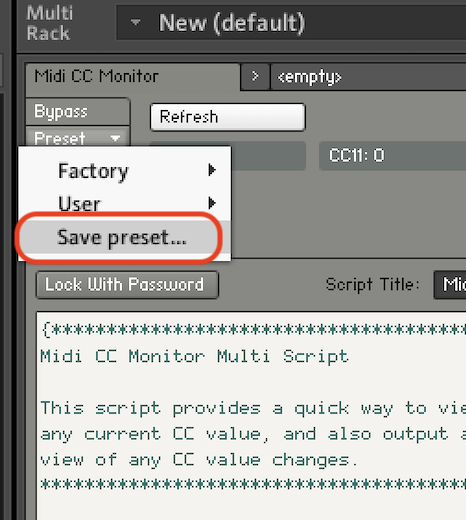 Multi
Rack
New (default)
Midi CC Monitor
> <empty>
Bypass
Refresh
Preset
CC11: 0
Factory
User
Save preset...
Lock With Password
Script Title:
{**************************************
Midi CC Monitor Multi Script
This script provides a quick way to
any current CC value, and also output
view of any CC value changes.
***************************************